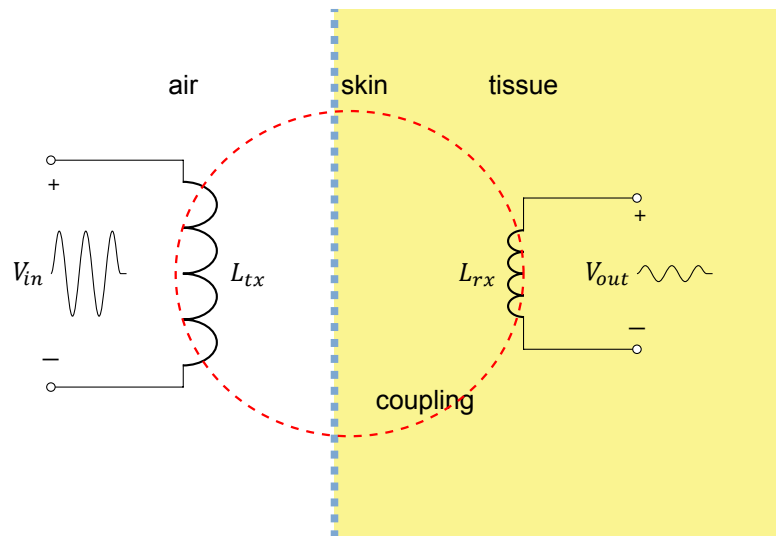 air
skin
tissue
+
+
V_in
L_tx
L_rx
V_out
−
−
coupling